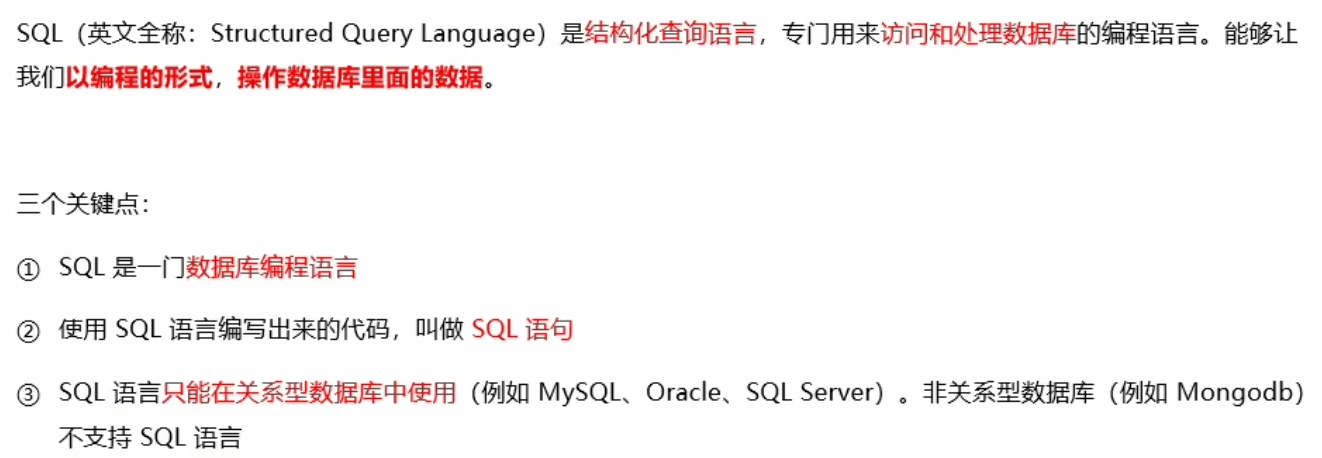 SQL（英文全称：Structured Query Language）是结构化查询语言，专门用来访问和处理数据库的编程语言。能够让
我们以编程的形式，操作数据库里面的数据。
三个关键点：
① SQL 是一门数据库编程语言
② 使用 SQL 语言编写出来的代码，叫做 SQL 语句
③ SQL 语言只能在关系型数据库中使用（例如 MySQL、Oracle、SQL Server）。非关系型数据库（例如 Mongodb）
不支持 SQL 语言